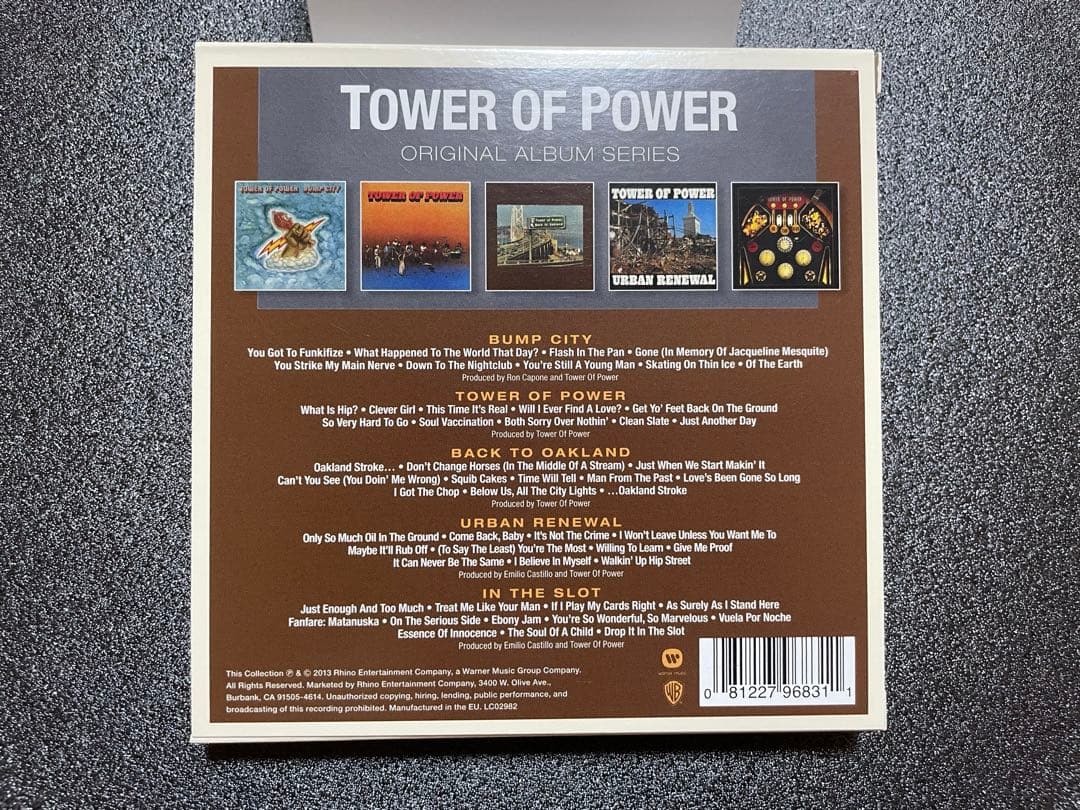 TOWER OF POWER
ORIGINAL ALBUM SERIES
TOWER OF POWER BUMP CITY
TOWER OF POWER
Tower of Power
Back to Oakland
TOWER OF POWER
URBAN RENEWAL
TOWER OF POWER
BUMP CITY
You Got To Funkifize • What Happened To The World That Day? • Flash In The Pan • Gone (In Memory Of Jacqueline Mesquite)
You Strike My Main Nerve • Down To The Nightclub • You're Still A Young Man • Skating On Thin Ice • Of The Earth
Produced by Ron Capone and Tower Of Power
TOWER OF POWER
What Is Hip? • Clever Girl • This Time It's Real • Will I Ever Find A Love? • Get Yo' Feet Back On The Ground
So Very Hard To Go • Soul Vaccination • Both Sorry Over Nothin' • Clean Slate • Just Another Day
Produced by Tower Of Power
BACK TO OAKLAND
Oakland Stroke... • Don't Change Horses (In The Middle Of A Stream) • Just When We Start Makin' It
Can't You See (You Doin' Me Wrong) • Squib Cakes • Time Will Tell • Man From The Past • Love's Been Gone So Long
I Got The Chop • Below Us, All The City Lights • ...Oakland Stroke
Produced by Tower Of Power
URBAN RENEWAL
Only So Much Oil In The Ground • Come Back, Baby • It's Not The Crime • I Won't Leave Unless You Want Me To
Maybe It'll Rub Off • (To Say The Least) You're The Most • Willing To Learn • Give Me Proof
It Can Never Be The Same • I Believe In Myself • Walkin' Up Hip Street
Produced by Emilio Castillo and Tower Of Power
IN THE SLOT
Just Enough And Too Much • Treat Me Like Your Man • If I Play My Cards Right • As Surely As I Stand Here
Fanfare: Matanuska • On The Serious Side • Ebony Jam • You're So Wonderful, So Marvelous • Vuela Por Noche
Essence Of Innocence • The Soul Of A Child • Drop It In The Slot
Produced by Emilio Castillo and Tower Of Power
This Collection ℗ & © 2013 Rhino Entertainment Company, a Warner Music Group Company.
All Rights Reserved. Marketed by Rhino Entertainment Company, 3400 W. Olive Ave.,
Burbank, CA 91505-4614. Unauthorized copying, hiring, lending, public performance, and
broadcasting of this recording prohibited. Manufactured in the EU. LC02982
warner music
WB
0 81227 96831 1